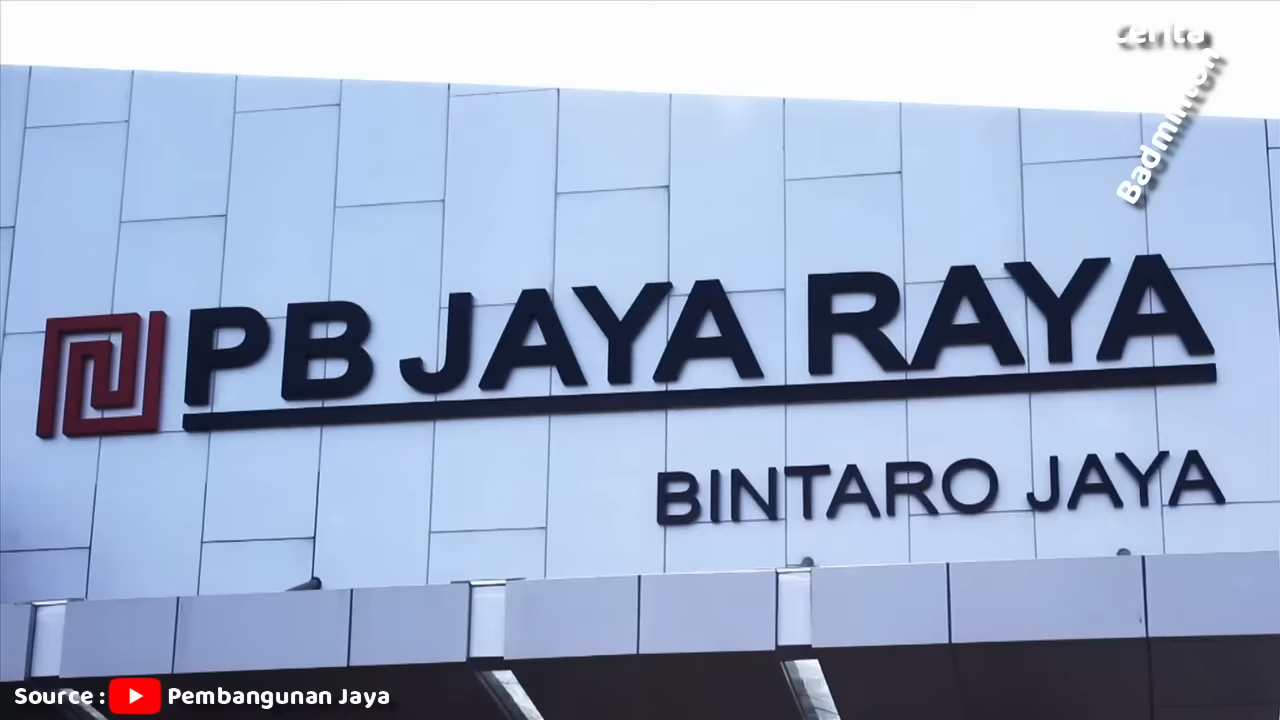 Cerita
Badminton
PB JAYA RAYA
BINTARO JAYA
Source : Pembangunan Jaya